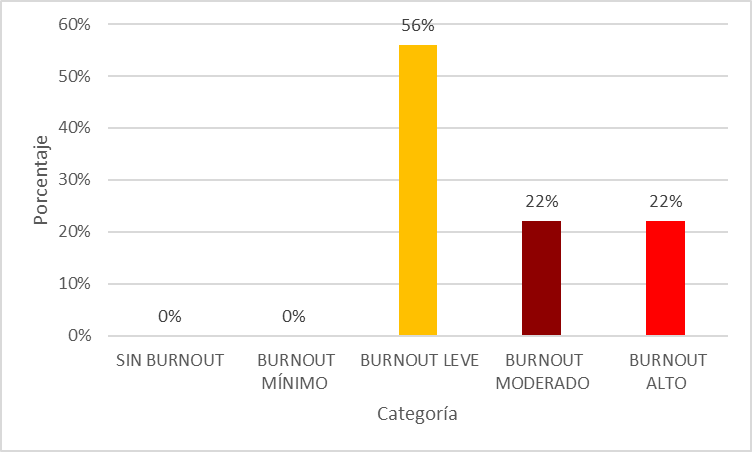 60%
50%
40%
30%
20%
10%
0%
Porcentaje
0%
0%
56%
22%
22%
SIN BURNOUT
BURNOUT
MÍNIMO
BURNOUT LEVE
BURNOUT
MODERADO
BURNOUT
ALTO
Categoría